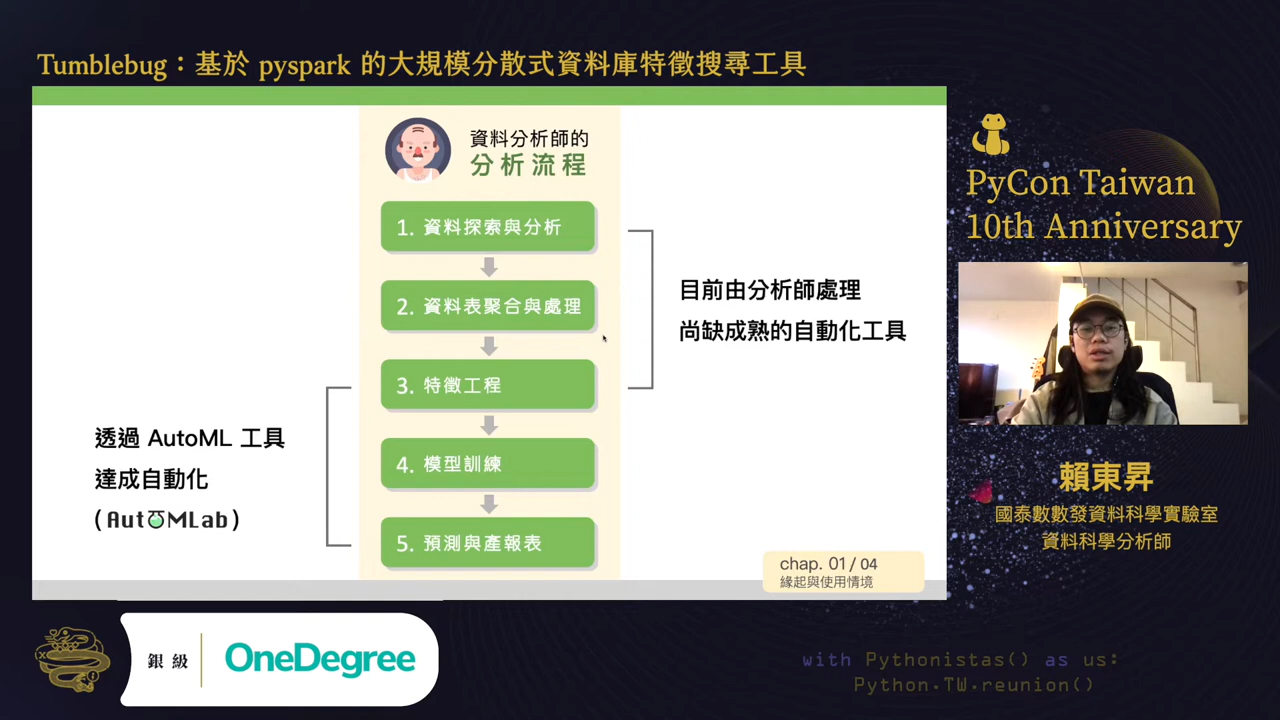 Tumblebug：基於 pyspark 的大規模分散式資料庫特徵搜尋工具
資料分析師的
分析流程
1. 資料探索與分析
2. 資料表聚合與處理
3. 特徵工程
4. 模型訓練
5. 預測與產報表
目前由分析師處理
尚缺成熟的自動化工具
透過 AutoML 工具
達成自動化
(AutoMLab)
chap. 01 / 04
緣起與使用情境
PyCon Taiwan
10th Anniversary
賴東昇
國泰數數發資料科學實驗室
資料科學分析師
銀級
OneDegree
with Pythonistas() as us:
Python.TW.reunion()